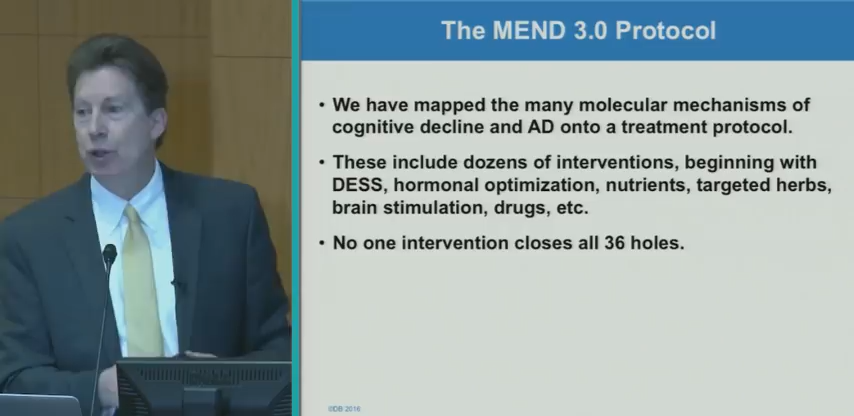 The MEND 3.0 Protocol
• We have mapped the many molecular mechanisms of
cognitive decline and AD onto a treatment protocol.
• These include dozens of interventions, beginning with
DESS, hormonal optimization, nutrients, targeted herbs,
brain stimulation, drugs, etc.
• No one intervention closes all 36 holes.